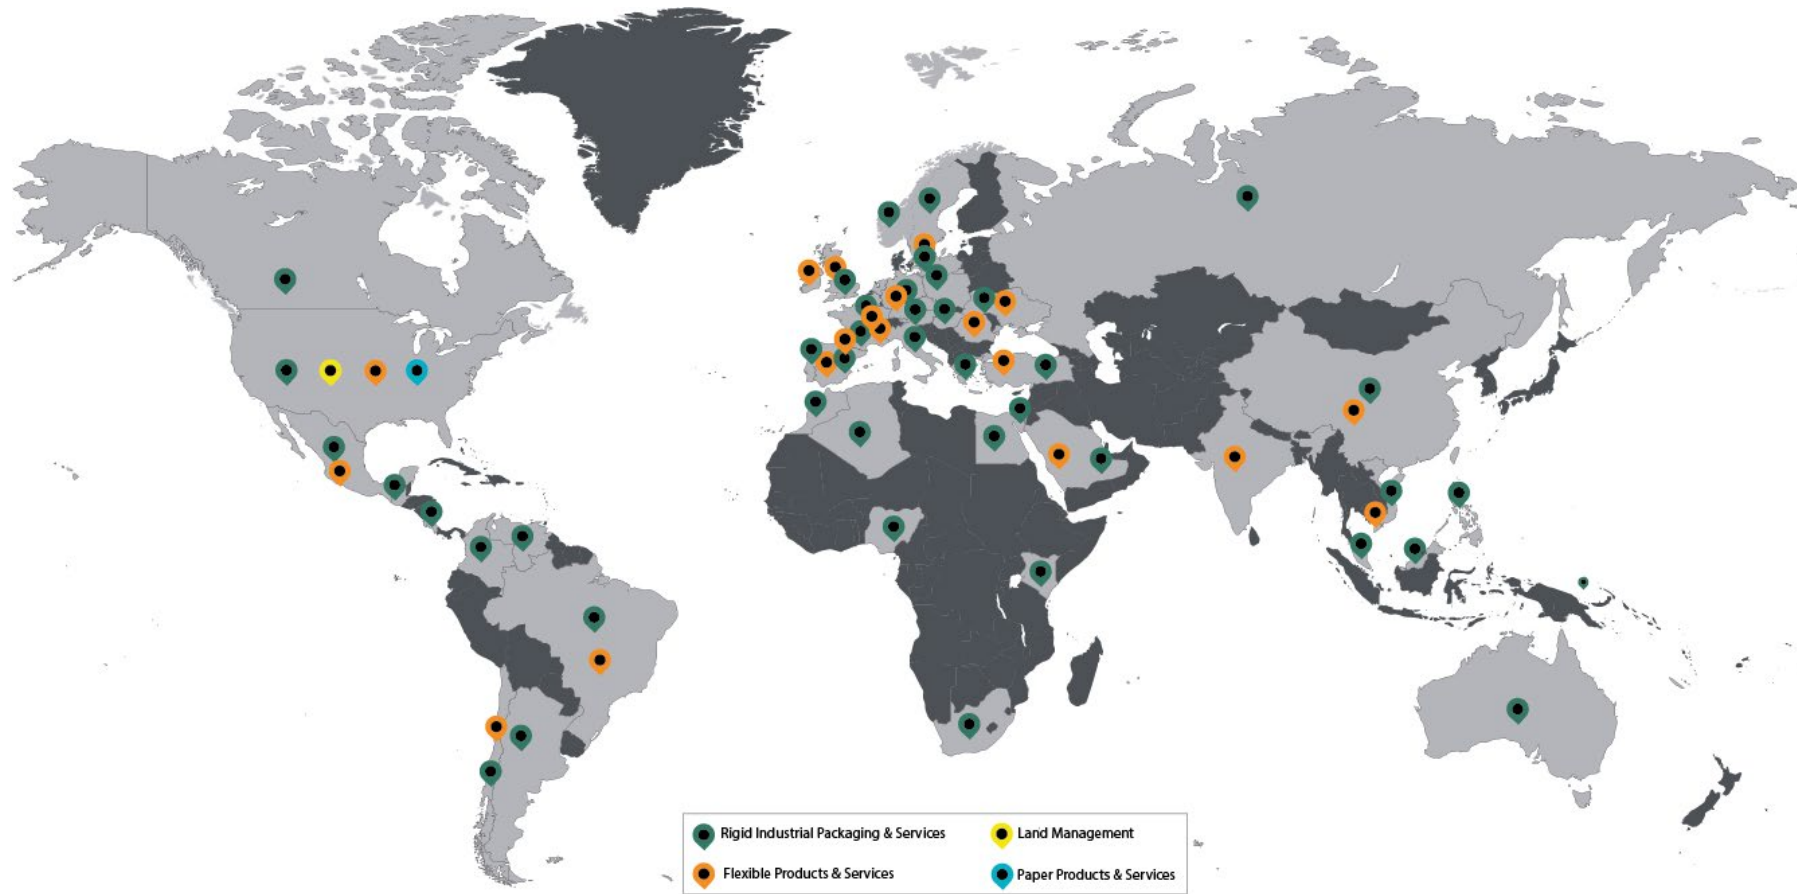 Rigid Industrial Packaging & Services
Land Management
Flexible Products & Services
Paper Products & Services